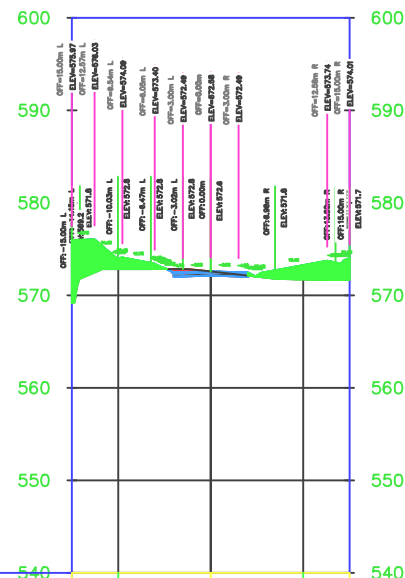 600
600
OFF=15.00m L
ELEV=575.97
OFF=12.57m L
ELEV=576.03
OFF=9.54m L
ELEV=574.09
OFF=6.05m L
ELEV=573.40
OFF=3.00m L
ELEV=572.49
OFF=0.00m
ELEV=572.58
OFF=3.00m R
ELEV=572.49
OFF=12.58m R
ELEV=573.74
OFF=15.00m R
ELEV=574.01
590
590
580
580
OFF:-15.00m L
ELEV:571.8
OFF:-10.03m L
ELEV:572.8
OFF:-6.47m L
ELEV:572.8
OFF:-3.02m L
ELEV:572.8
OFF:0.00m
ELEV:572.6
OFF:6.98m R
ELEV:571.8
OFF:15.00m R
ELEV:571.7
570
570
560
560
550
550
540
540